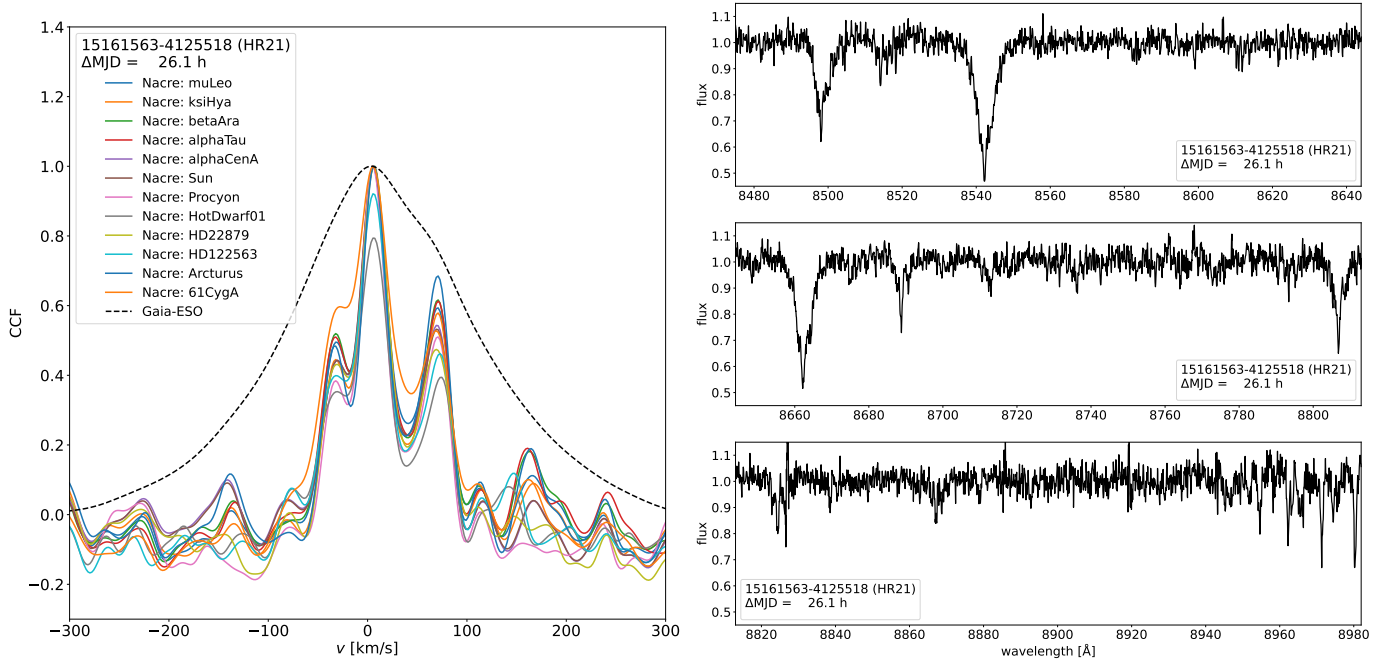 15161563-4125518 (HR21)
ΔMJD = 26.1 h
Nacre: muLeo
Nacre: ksiHya
Nacre: betaAra
Nacre: alphaTau
Nacre: alphaCenA
Nacre: Sun
Nacre: Procyon
Nacre: HotDwarf01
Nacre: HD22879
Nacre: HD122563
Nacre: Arcturus
Nacre: 61CygA
Gaia-ESO
CCF
1.4
1.2
1.0
0.8
0.6
0.4
0.2
0.0
−0.2
−300 −200 −100 0 100 200 300
v [km/s]
flux
1.1
1.0
0.9
0.8
0.7
0.6
0.5
15161563-4125518 (HR21)
ΔMJD = 26.1 h
8480 8500 8520 8540 8560 8580 8600 8620 8640
flux
1.1
1.0
0.9
0.8
0.7
0.6
0.5
15161563-4125518 (HR21)
ΔMJD = 26.1 h
8660 8680 8700 8720 8740 8760 8780 8800
flux
1.1
1.0
0.9
0.8
0.7
0.6
0.5
15161563-4125518 (HR21)
ΔMJD = 26.1 h
8820 8840 8860 8880 8900 8920 8940 8960 8980
wavelength [Å]